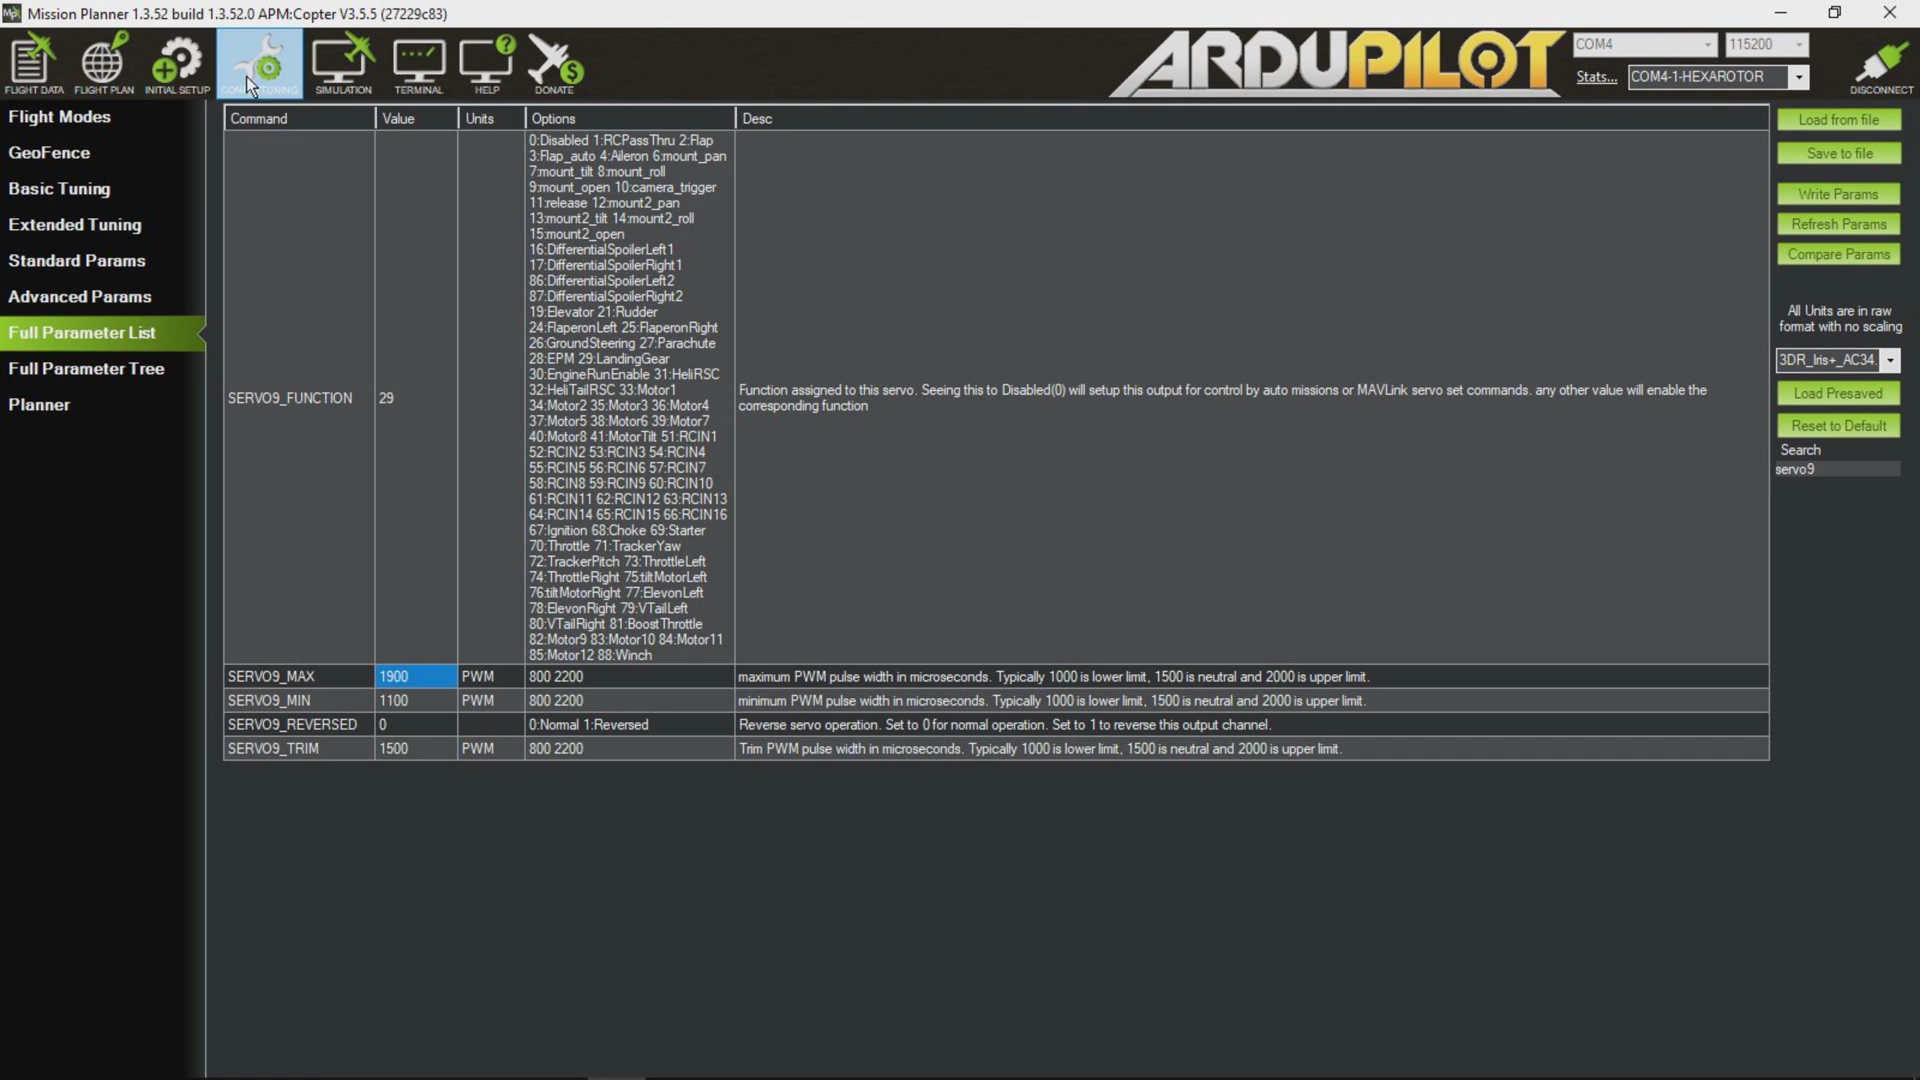 Mission Planner 1.3.52 build 1.3.52.0 APM:Copter V3.5.5 (27229c83)
FLIGHT DATA
FLIGHT PLAN
INITIAL SETUP
SIMULATION
TERMINAL
HELP
DONATE
ARDUPILOT
COM4
115200
Stats...
COM4-1-HEXAROTOR
DISCONNECT
Flight Modes
GeoFence
Basic Tuning
Extended Tuning
Standard Params
Advanced Params
Full Parameter List
Full Parameter Tree
Planner
Command Value Units Options Desc
SERVO9_FUNCTION
29
0:Disabled 1:RCPassThru 2:Flap
3:Flap_auto 4:Aileron 6:mount_pan
7:mount_tilt 8:mount_roll
9:mount_open 10:camera_trigger
11:release 12:mount2_pan
13:mount2_tilt 14:mount2_roll
15:mount2_open
16:DifferentialSpoilerLeft1
17:DifferentialSpoilerRight1
86:DifferentialSpoilerLeft2
87:DifferentialSpoilerRight2
19:Elevator 21:Rudder
24:FlaperonLeft 25:FlaperonRight
26:GroundSteering 27:Parachute
28:EPM 29:LandingGear
30:EngineRunEnable 31:HeliRSC
32:HeliTailRSC 33:Motor1
34:Motor2 35:Motor3 36:Motor4
37:Motor5 38:Motor6 39:Motor7
40:Motor8 41:MotorTilt 51:RCIN1
52:RCIN2 53:RCIN3 54:RCIN4
55:RCIN5 56:RCIN6 57:RCIN7
58:RCIN8 59:RCIN9 60:RCIN10
61:RCIN11 62:RCIN12 63:RCIN13
64:RCIN14 65:RCIN15 66:RCIN16
67:Ignition 68:Choke 69:Starter
70:Throttle 71:TrackerYaw
72:TrackerPitch 73:ThrottleLeft
74:ThrottleRight 75:tiltMotorLeft
76:tiltMotorRight 77:ElevonLeft
78:ElevonRight 79:VTailLeft
80:VTailRight 81:BoostThrottle
82:Motor9 83:Motor10 84:Motor11
85:Motor12 88:Winch
Function assigned to this servo. Seeing this to Disabled(0) will setup this output for control by auto missions or MAVLink servo set commands. any other value will enable the
corresponding function
SERVO9_MAX 1900 PWM 800 2200 maximum PWM pulse width in microseconds. Typically 1000 is lower limit, 1500 is neutral and 2000 is upper limit.
SERVO9_MIN 1100 PWM 800 2200 minimum PWM pulse width in microseconds. Typically 1000 is lower limit, 1500 is neutral and 2000 is upper limit.
SERVO9_REVERSED 0 0:Normal 1:Reversed Reverse servo operation. Set to 0 for normal operation. Set to 1 to reverse this output channel.
SERVO9_TRIM 1500 PWM 800 2200 Trim PWM pulse width in microseconds. Typically 1000 is lower limit, 1500 is neutral and 2000 is upper limit.
Load from file
Save to file
Write Params
Refresh Params
Compare Params
All Units are in raw
format with no scaling
3DR_Iris+_AC34.
Load Presaved
Reset to Default
Search
servo9